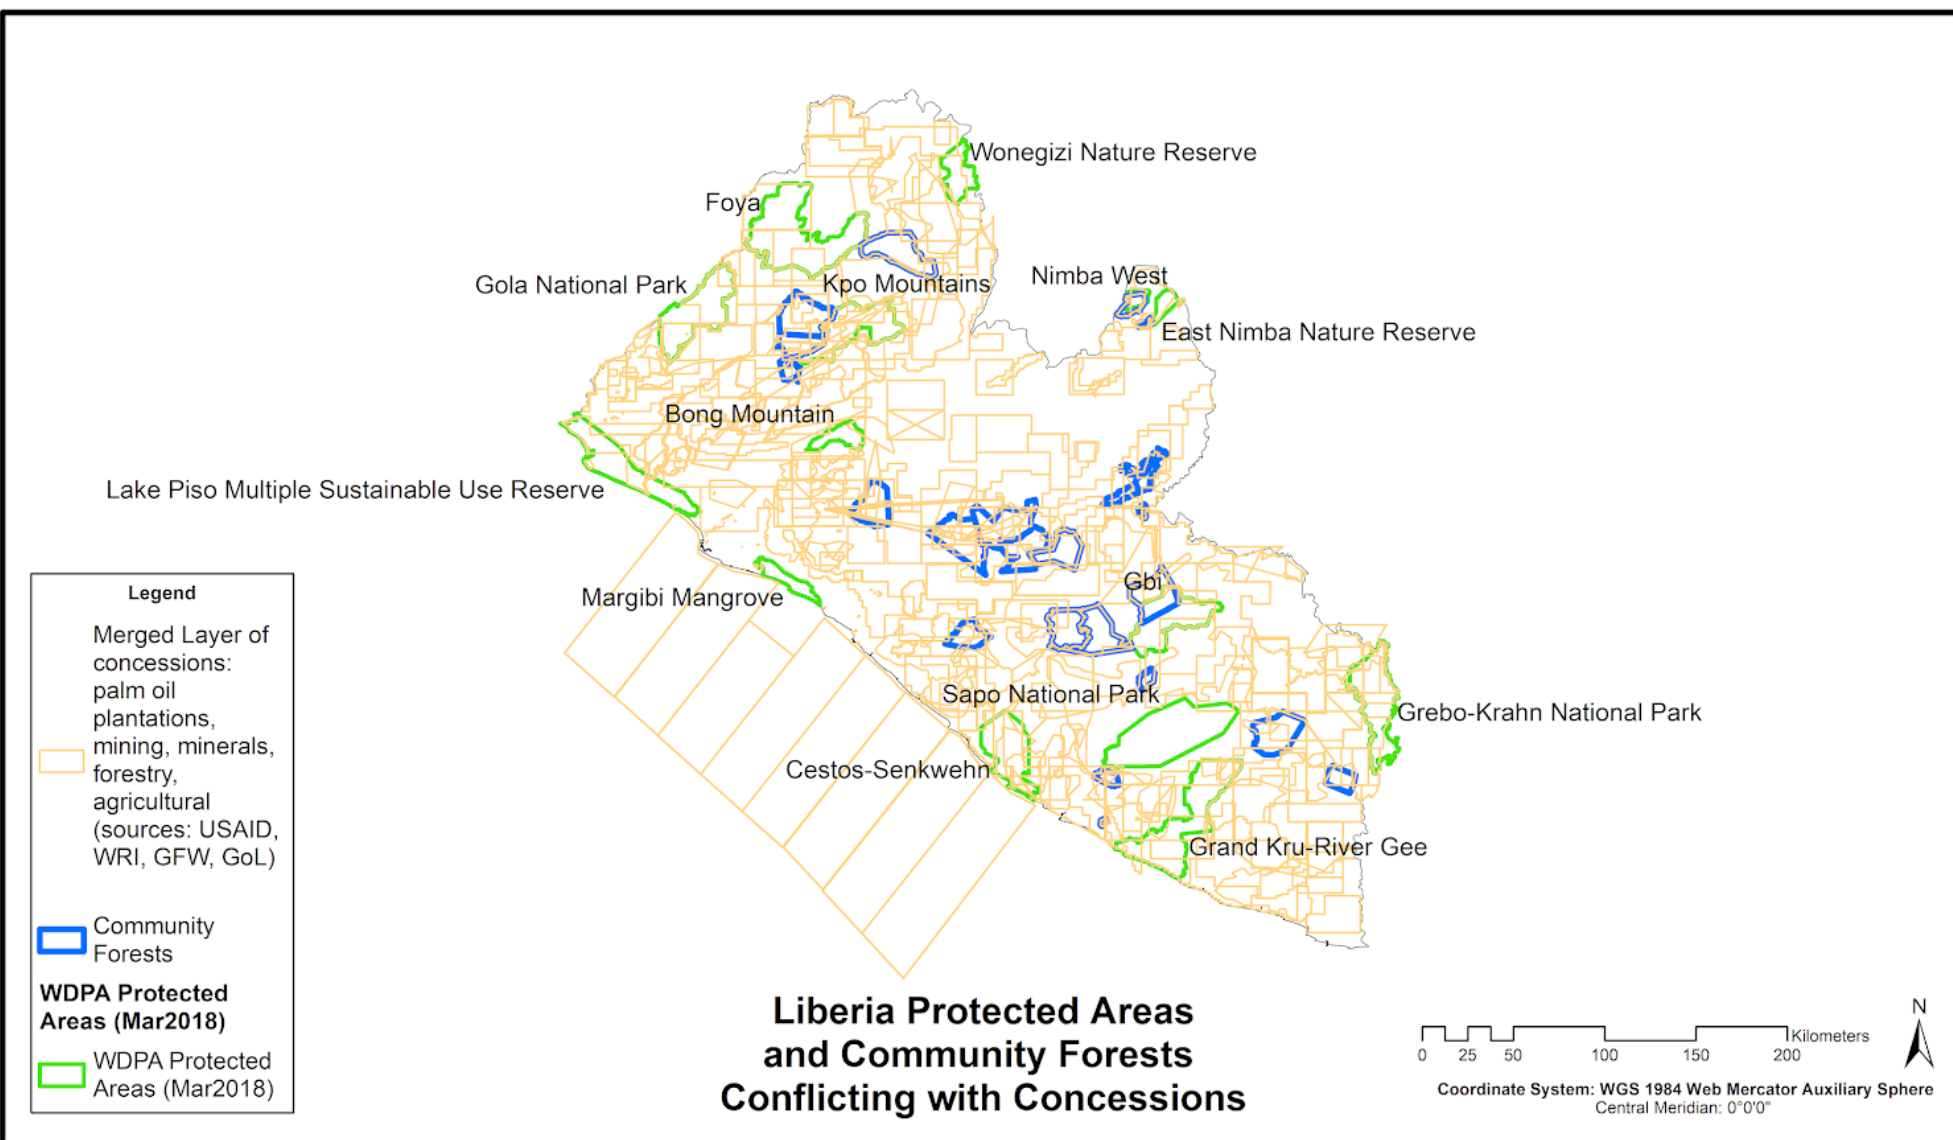 Wonegizi Nature Reserve
Foya
Gola National Park
Kpo Mountains
Nimba West
East Nimba Nature Reserve
Bong Mountain
Lake Piso Multiple Sustainable Use Reserve
Gbi
Margibi Mangrove
Sapo National Park
Grebo-Krahn National Park
Cestos-Senkwehn
Grand Kru-River Gee
Legend
Merged Layer of
concessions:
palm oil
plantations,
mining, minerals,
forestry,
agricultural
(sources: USAID,
WRI, GFW, GoL)
Community
Forests
WDPA Protected
Areas (Mar2018)
WDPA Protected
Areas (Mar2018)
Liberia Protected Areas
and Community Forests
Conflicting with Concessions
N
Kilometers
0 25 50 100 150 200
Coordinate System: WGS 1984 Web Mercator Auxiliary Sphere
Central Meridian: 0°0'0"